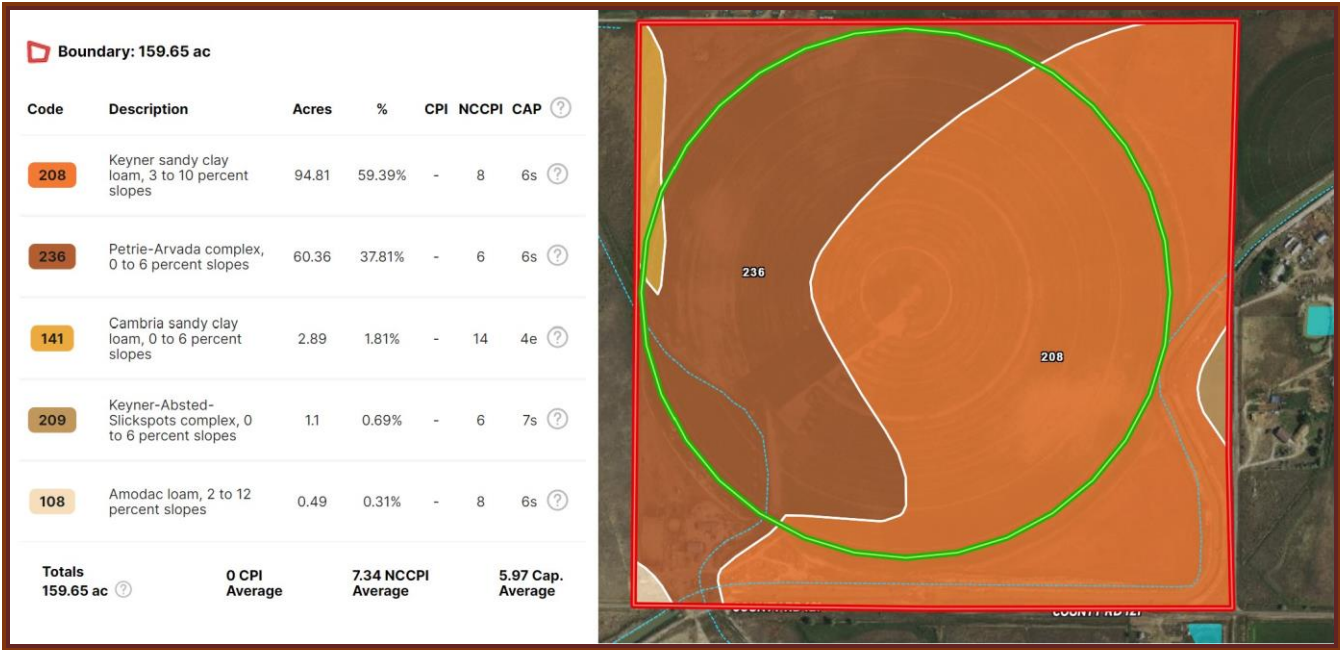 Boundary: 159.65 ac
Code Description Acres % CPI NCCPI CAP ?
208 Keyner sandy clay loam, 3 to 10 percent slopes 94.81 59.39% - 8 6s ?
236 Petrie-Arvada complex, 0 to 6 percent slopes 60.36 37.81% - 6 6s ?
141 Cambria sandy clay loam, 0 to 6 percent slopes 2.89 1.81% - 14 4e ?
209 Keyner-Absted-Slickspots complex, 0 to 6 percent slopes 1.1 0.69% - 6 7s ?
108 Amodac loam, 2 to 12 percent slopes 0.49 0.31% - 8 6s ?
Totals 159.65 ac ? 0 CPI Average 7.34 NCCPI Average 5.97 Cap. Average
236
208
COUNTY RD 121